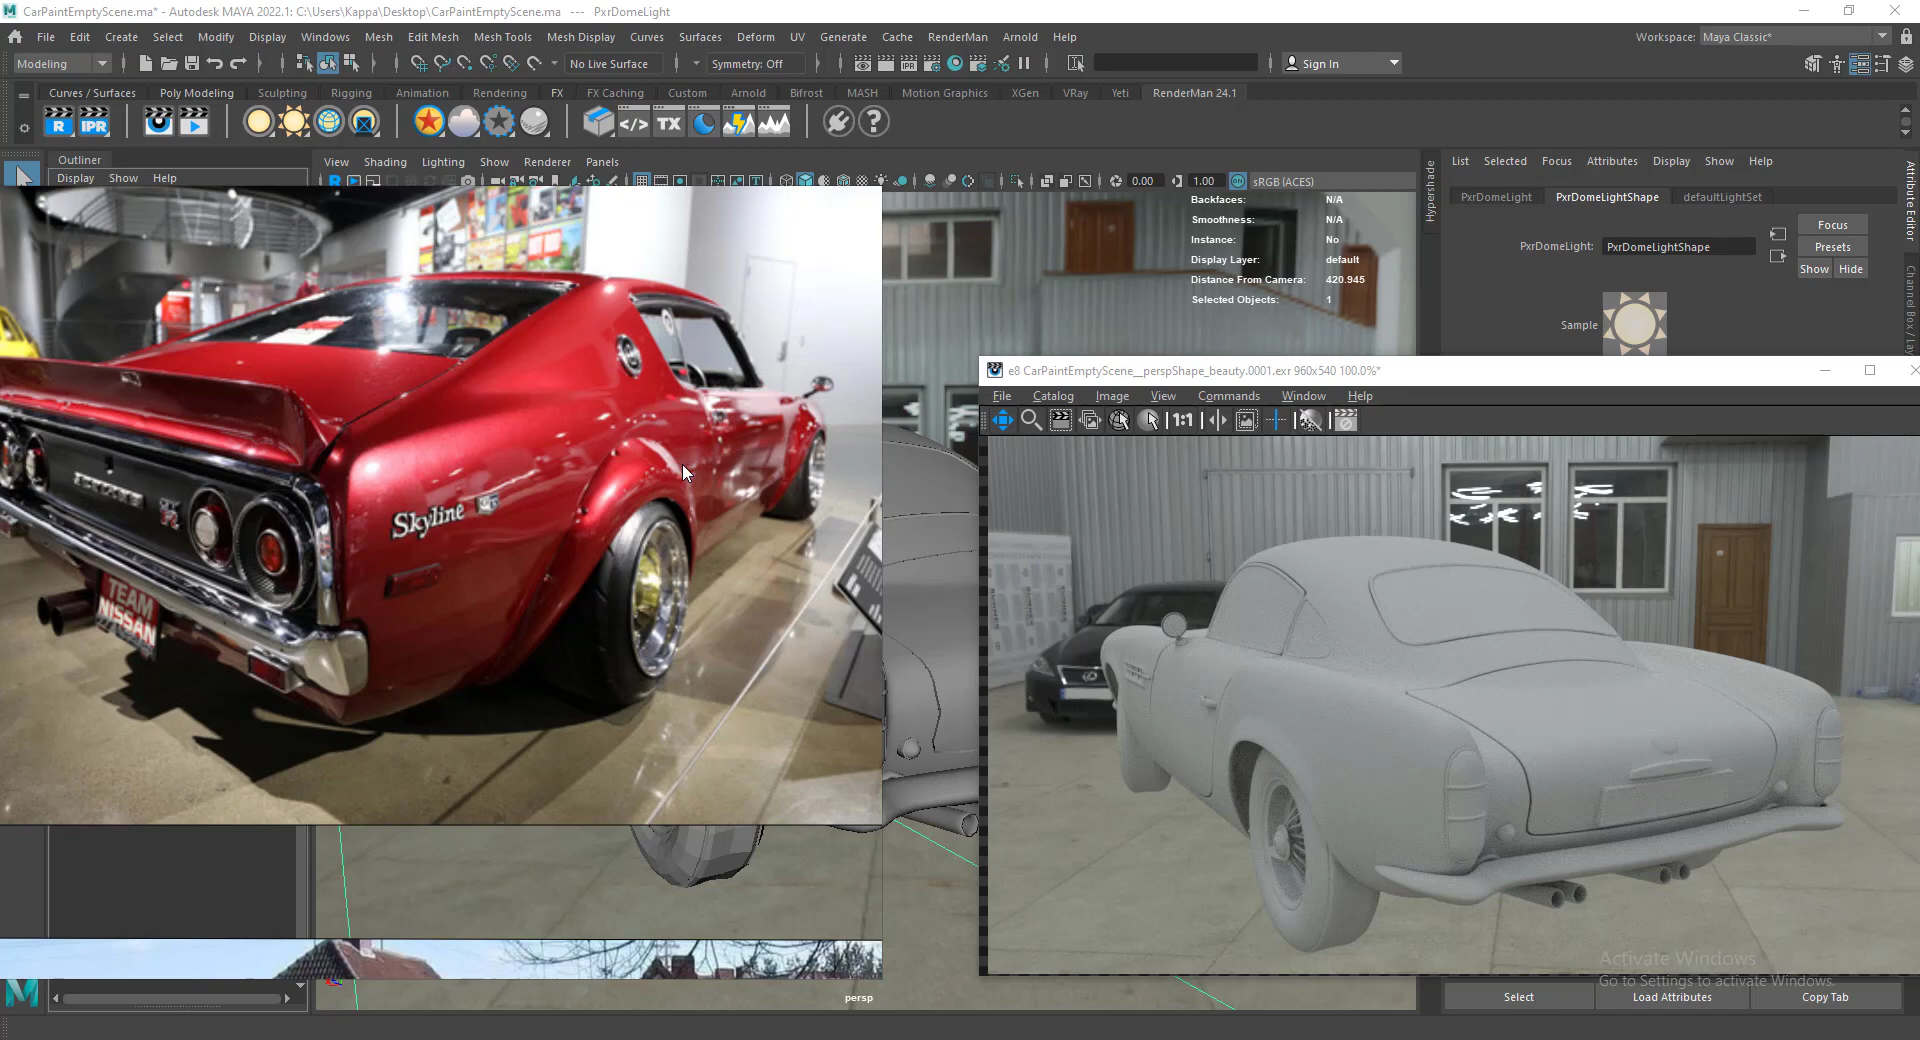 CarPaintEmptyScene.ma* - Autodesk MAYA 2022.1: C:\Users\Kappa\Desktop\CarPaintEmptyScene.ma --- PxrDomeLight
File Edit Create Select Modify Display Windows Mesh Edit Mesh Mesh Tools Mesh Display Curves Surfaces Deform UV Generate Cache RenderMan Arnold Help
Workspace: Maya Classic*
Modeling No Live Surface Symmetry: Off Sign In
Curves / Surfaces Poly Modeling Sculpting Rigging Animation Rendering FX FX Caching Custom Arnold Bifrost MASH Motion Graphics XGen VRay Yeti RenderMan 24.1
R IPR </> TX ?
Outliner
Display Show Help
View Shading Lighting Show Renderer Panels
0.00 1.00 ON sRGB (ACES)
Backfaces: N/A
Smoothness: N/A
Instance: No
Display Layer: default
Distance From Camera: 420.945
Selected Objects: 1
Hypershade
List Selected Focus Attributes Display Show Help
PxrDomeLight PxrDomeLightShape defaultLightSet
PxrDomeLight: PxrDomeLightShape
Focus
Presets
Show Hide
Sample
Attribute Editor
Channel Box / Lay
e8 CarPaintEmptyScene__perspShape_beauty.0001.exr 960x540 100.0%*
File Catalog Image View Commands Window Help
1:1
Skyline
TEAM
NISSAN
persp
Activate Windows
Go to Settings to activate Windows.
Select Load Attributes Copy Tab